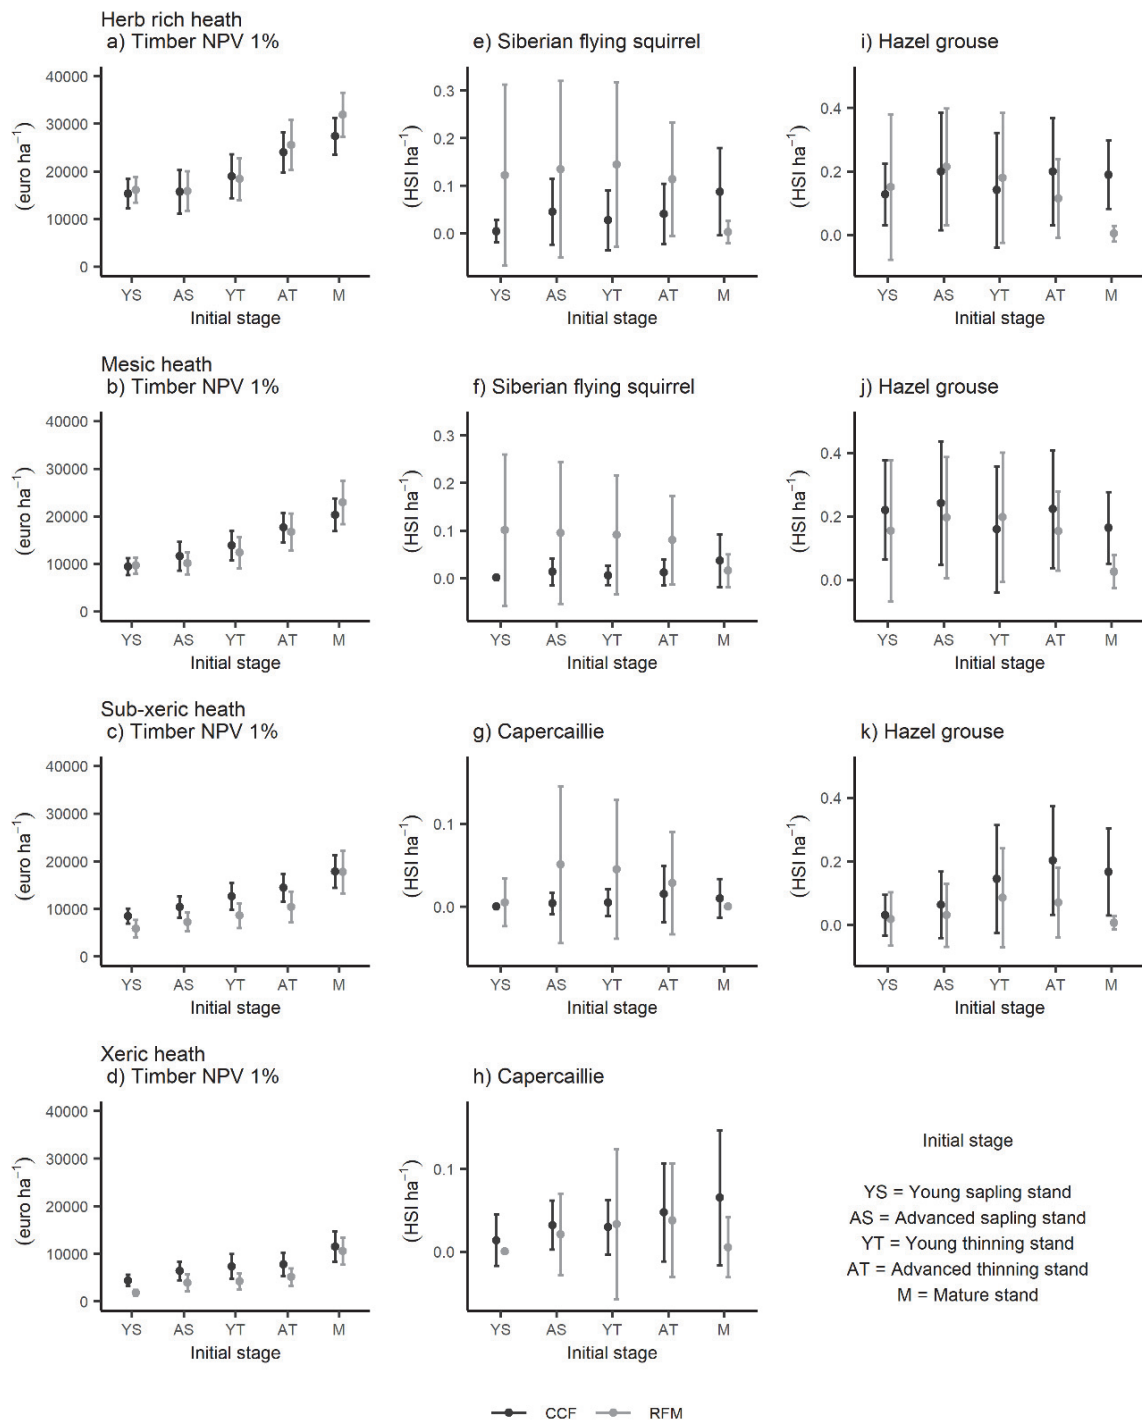 Herb rich heath
a) Timber NPV 1%
e) Siberian flying squirrel
i) Hazel grouse
(euro ha⁻¹)
40000
30000
20000
10000
0
YS AS YT AT M
Initial stage
(HSI ha⁻¹)
0.3
0.2
0.1
0.0
YS AS YT AT M
Initial stage
(HSI ha⁻¹)
0.4
0.2
0.0
YS AS YT AT M
Initial stage
Mesic heath
b) Timber NPV 1%
f) Siberian flying squirrel
j) Hazel grouse
(euro ha⁻¹)
40000
30000
20000
10000
0
YS AS YT AT M
Initial stage
(HSI ha⁻¹)
0.3
0.2
0.1
0.0
YS AS YT AT M
Initial stage
(HSI ha⁻¹)
0.4
0.2
0.0
YS AS YT AT M
Initial stage
Sub-xeric heath
c) Timber NPV 1%
g) Capercaillie
k) Hazel grouse
(euro ha⁻¹)
40000
30000
20000
10000
0
YS AS YT AT M
Initial stage
(HSI ha⁻¹)
0.1
0.0
YS AS YT AT M
Initial stage
(HSI ha⁻¹)
0.4
0.2
0.0
YS AS YT AT M
Initial stage
Xeric heath
d) Timber NPV 1%
h) Capercaillie
(euro ha⁻¹)
40000
30000
20000
10000
0
YS AS YT AT M
Initial stage
(HSI ha⁻¹)
0.1
0.0
YS AS YT AT M
Initial stage
Initial stage
YS = Young sapling stand
AS = Advanced sapling stand
YT = Young thinning stand
AT = Advanced thinning stand
M = Mature stand
CCF RFM